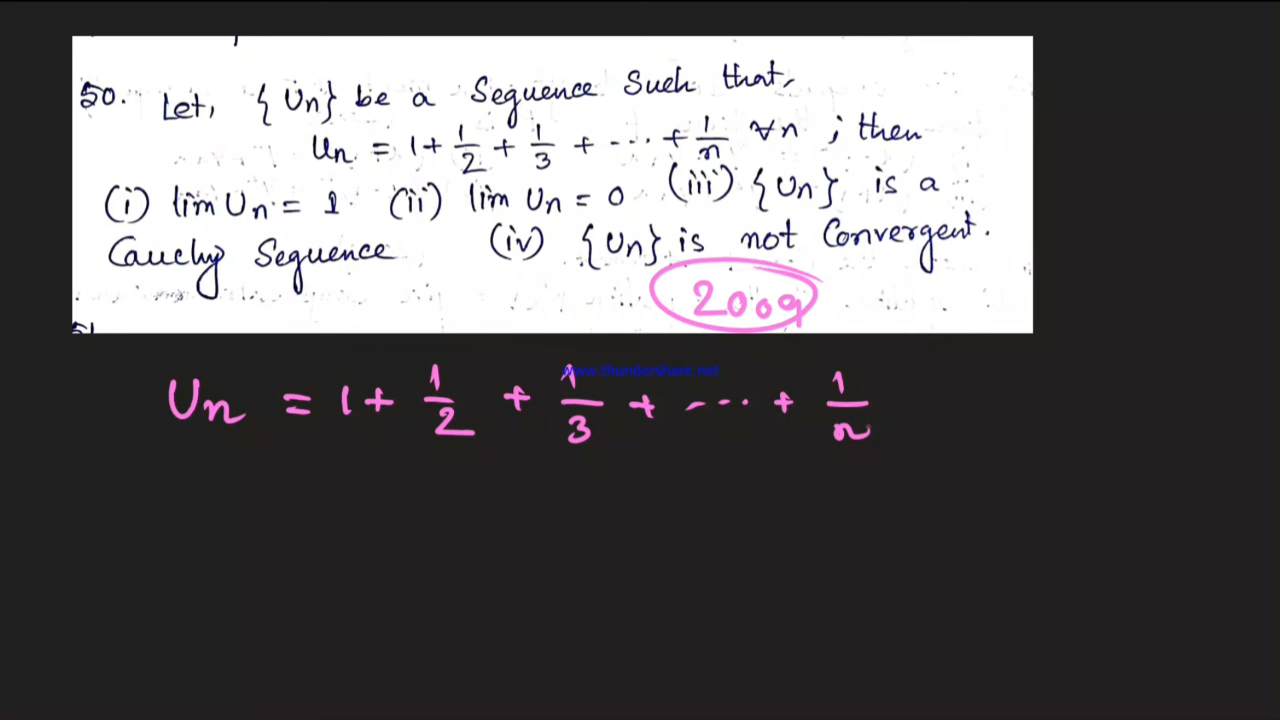 50. Let, {Un} be a Sequence Such that,
Un = 1 + 1/2 + 1/3 + ... + 1/n ∀n ; then
(i) lim Un = 1 (ii) lim Un = 0 (iii) {Un} is a
Cauchy Sequence (iv) {Un} is not Convergent.
2009
www.thundershare.net
Un = 1 + 1/2 + 1/3 + ... + 1/n